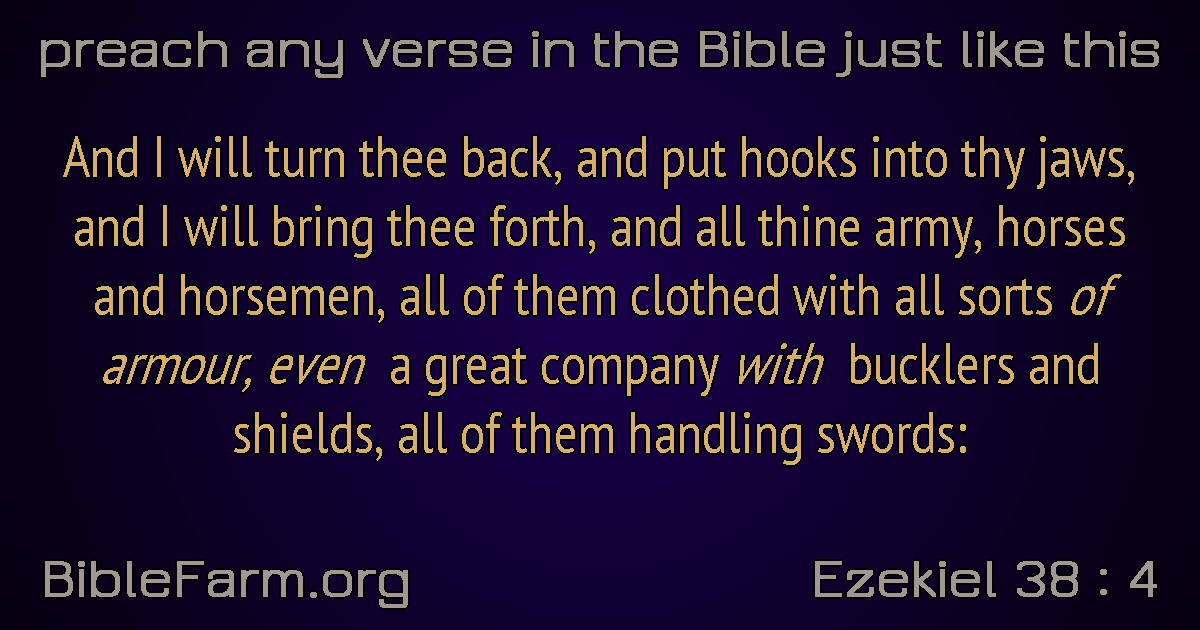 preach any verse in the Bible just like this
And I will turn thee back, and put hooks into thy jaws,
and I will bring thee forth, and all thine army, horses
and horsemen, all of them clothed with all sorts of
armour, even a great company with bucklers and
shields, all of them handling swords:
BibleFarm.org
Ezekiel 38 : 4